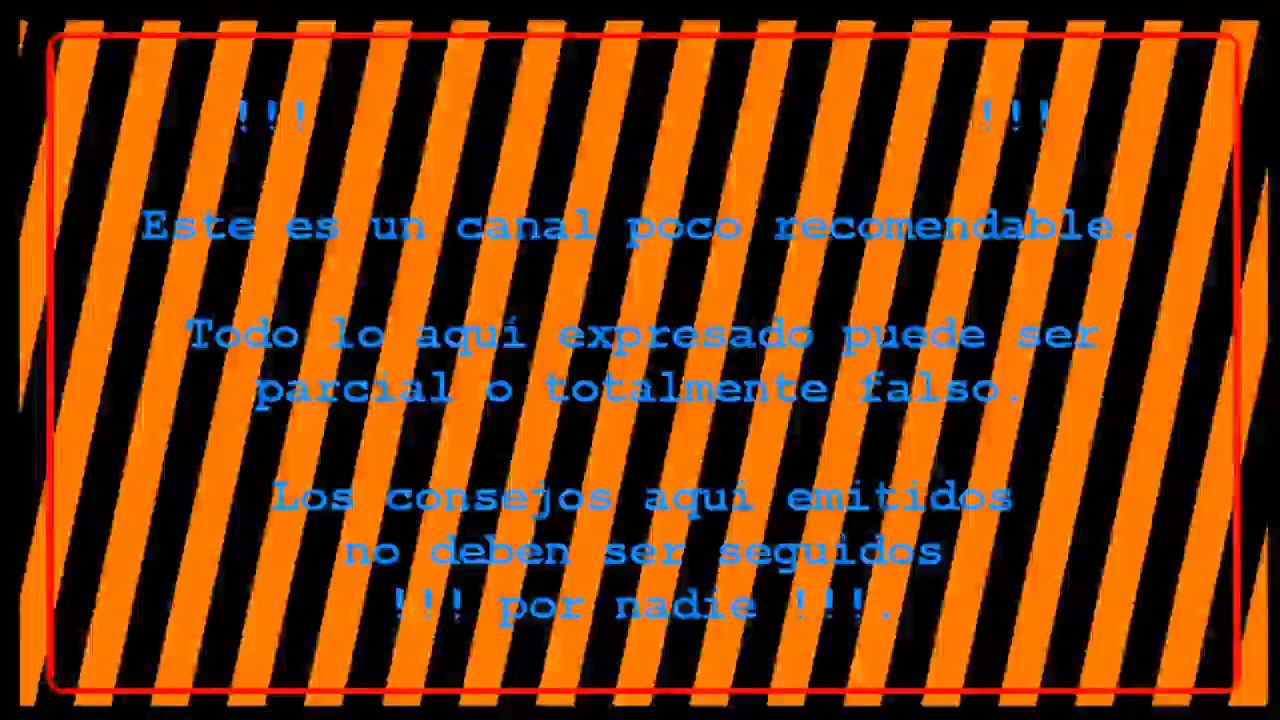 !!! !!!
Este es un canal poco recomendable.
Todo lo aquí expresado puede ser
parcial o totalmente falso.
Los consejos aquí emitidos
no deben ser seguidos
!!! por nadie !!!.